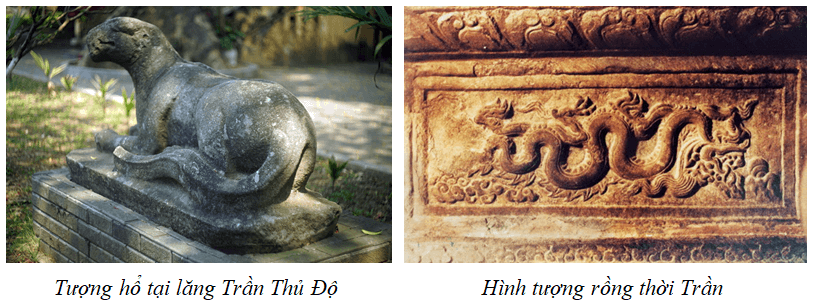 Tượng hổ tại lăng Trần Thủ Độ
Hình tượng rồng thời Trần